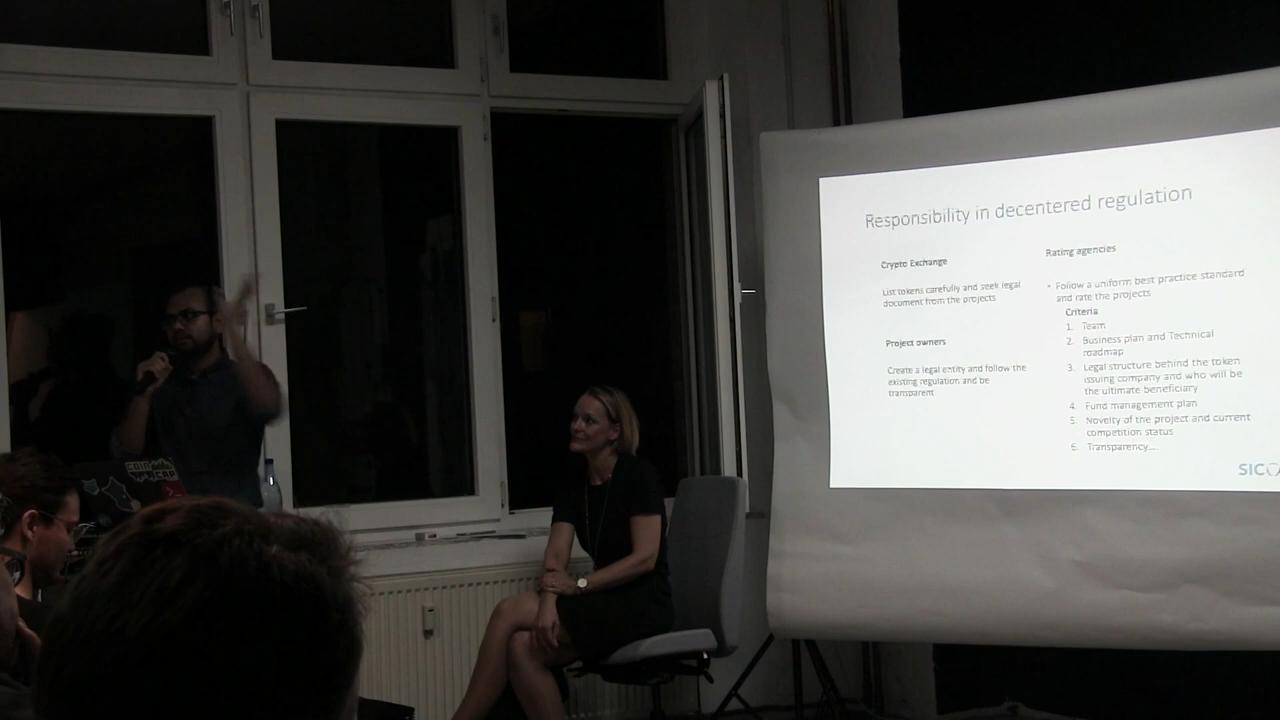 Responsibility in decentered regulation
Crypto Exchange
List tokens carefully and seek legal
document from the projects
Project owners
Create a legal entity and follow the
existing regulation and be
transparent
Rating agencies
• Follow a uniform best practice standard
and rate the projects
Criteria
1. Team
2. Business plan and Technical
roadmap
3. Legal structure behind the token
issuing company and who will be
the ultimate beneficiary
4. Fund management plan
5. Novelty of the project and current
competition status
6. Transparency....
COIN
CAP